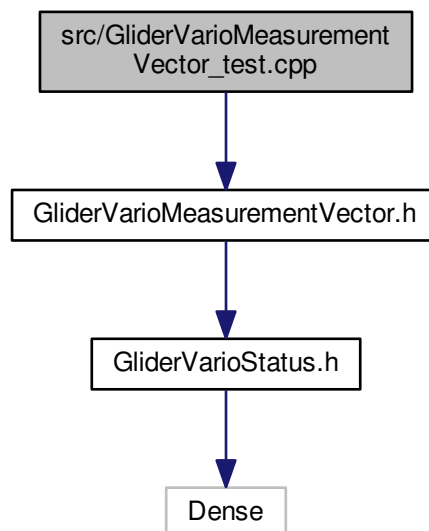 src/GliderVarioMeasurement
Vector_test.cpp
GliderVarioMeasurementVector.h
GliderVarioStatus.h
Dense